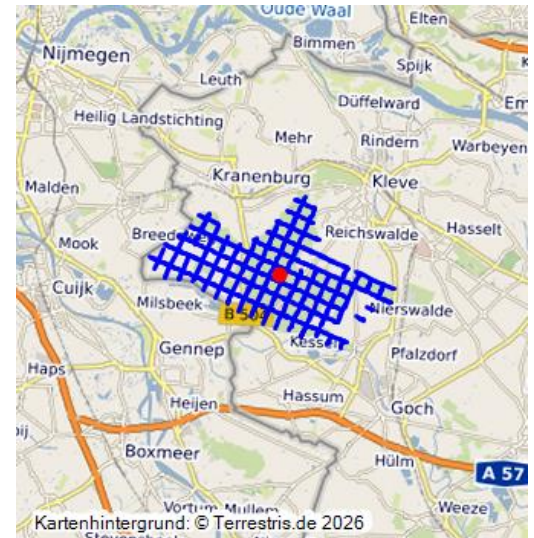 Oude Waal
Elten
Bimmen
Nijmegen
Spijk
Leuth
Düffelward
Em
Heilig Landstichting
Mehr
Rindern
Warbeyen
Kranenburg
Kleve
Malden
Hasselt
Reichswalde
Mook
Cuijk
Milsbeek
Nierswalde
Kessel
Gennep
Pfalzdorf
Haps
Hassum
Heijen
Goch
Boxmeer
Hülm
A 57
Weeze
Kartenhintergrund: © Terrestris.de 2026